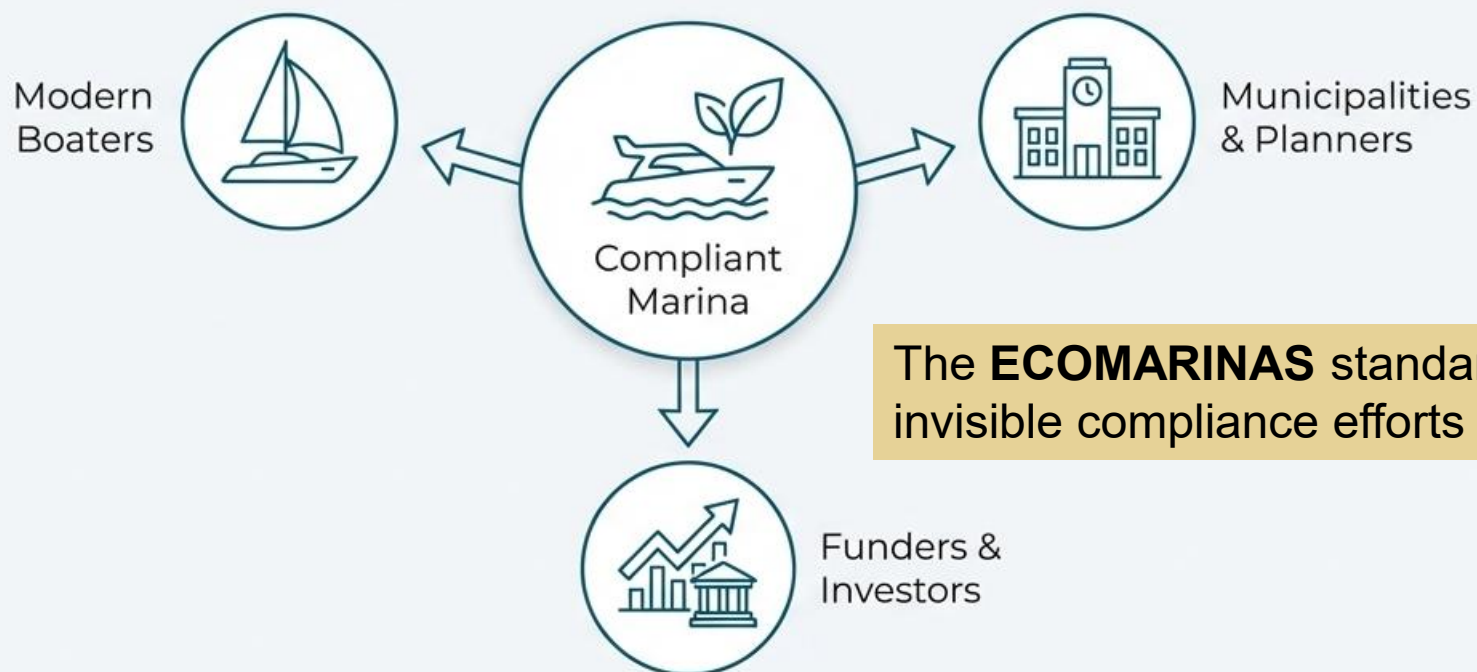 Modern
Boaters
Compliant
Marina
Municipalities
& Planners
The ECOMARINAS
invisible compliance efforts
Funders &
Investors